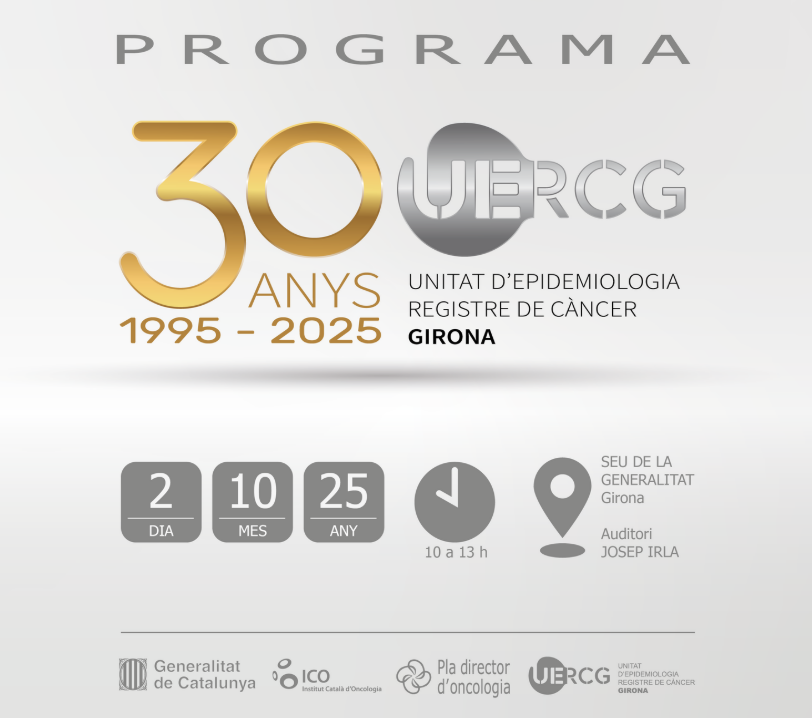 PROGRAMA
30
ANYS
1995 - 2025
UERCG
UNITAT D'EPIDEMIOLOGIA
REGISTRE DE CÀNCER
GIRONA
2
DIA
10
MES
25
ANY
10 a 13 h
SEU DE LA
GENERALITAT
Girona
Auditori
JOSEP IRLA
Generalitat
de Catalunya
ICO
Institut Català d'Oncologia
Pla director
d'oncologia
UERCG
UNITAT
D'EPIDEMIOLOGIA
REGISTRE DE CÀNCER
GIRONA